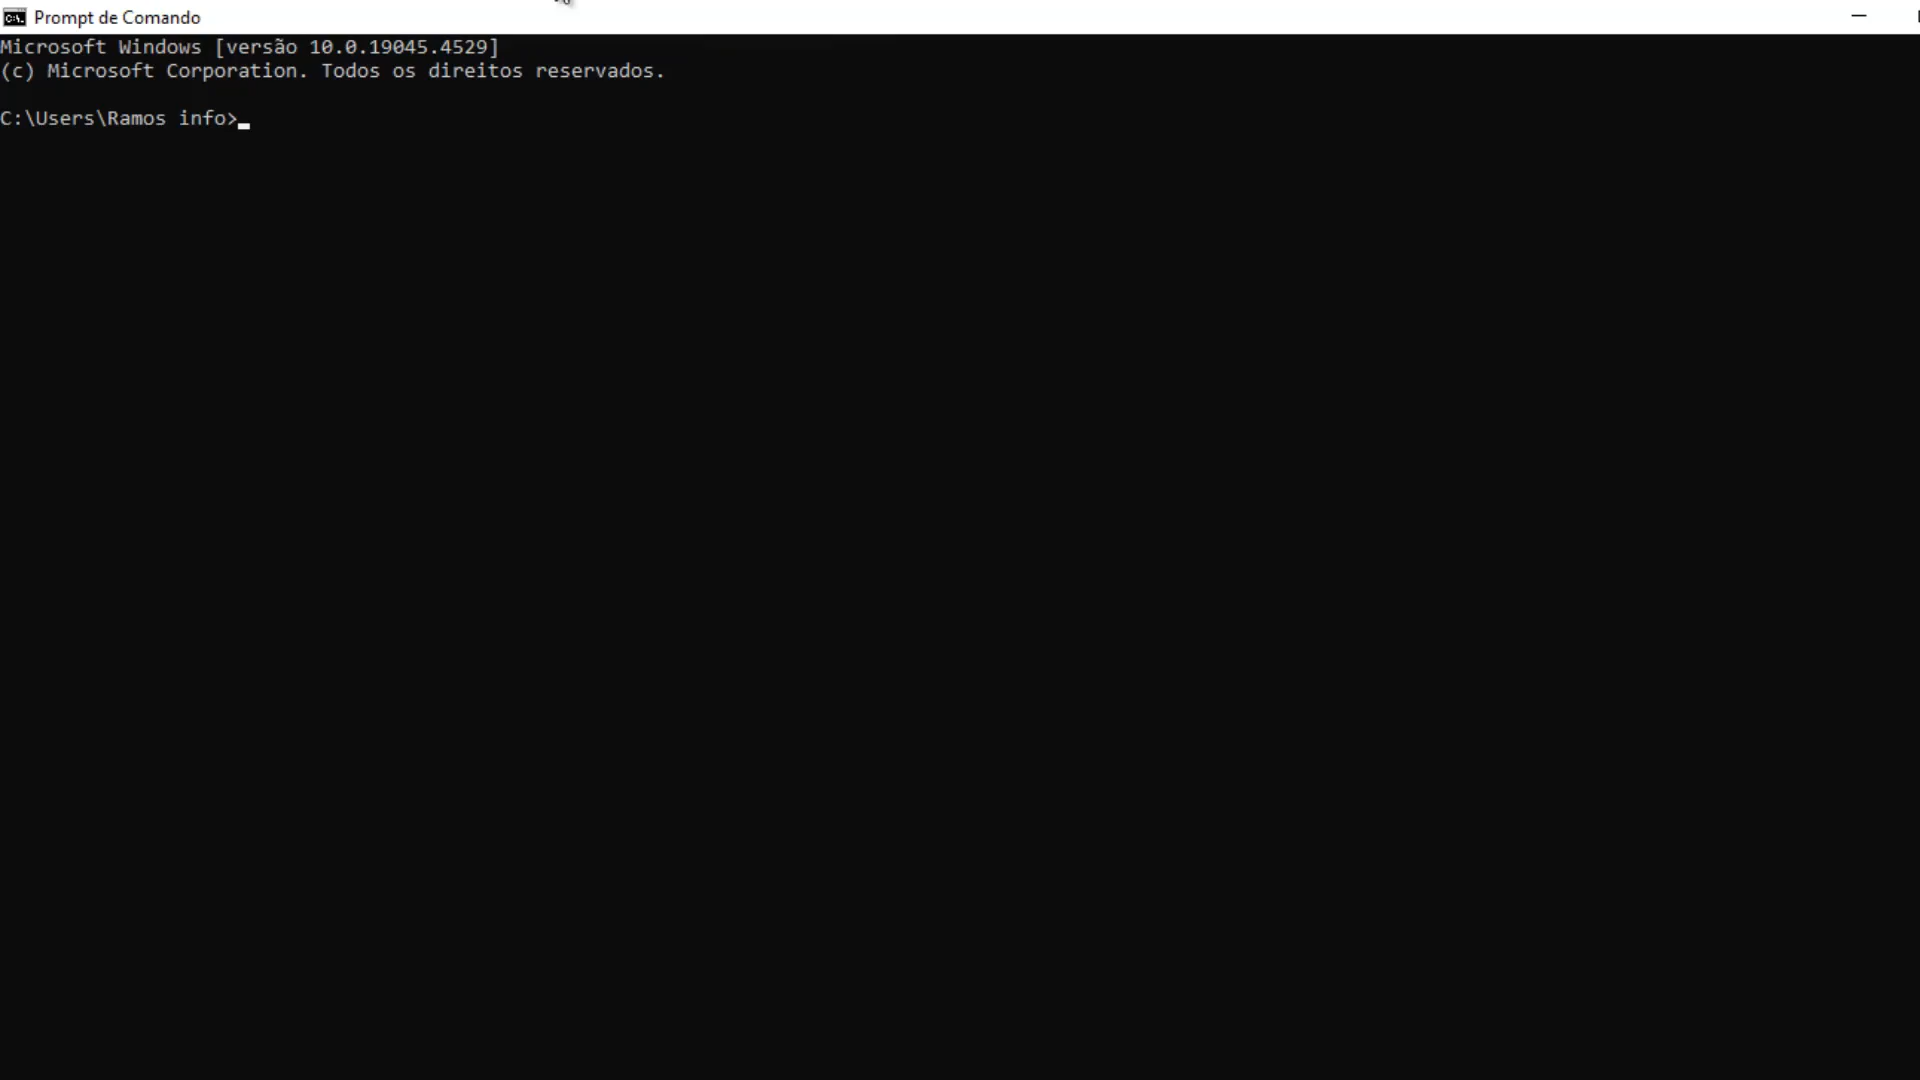 Prompt de Comando
Microsoft Windows [versão 10.0.19045.4529]
(c) Microsoft Corporation. Todos os direitos reservados.
C:\Users\Ramos info>